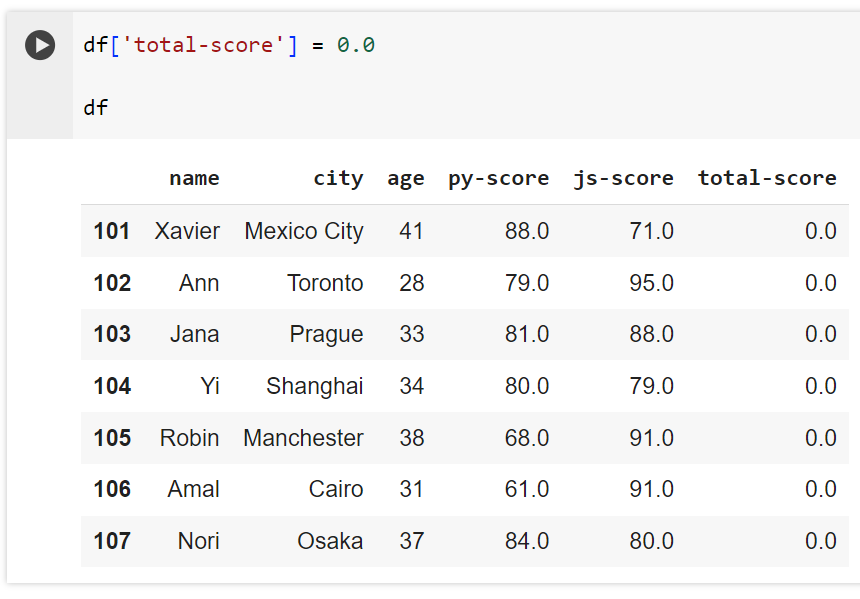 df['total-score'] = 0.0
df
name city age py-score js-score total-score
101 Xavier Mexico City 41 88.0 71.0 0.0
102 Ann Toronto 28 79.0 95.0 0.0
103 Jana Prague 33 81.0 88.0 0.0
104 Yi Shanghai 34 80.0 79.0 0.0
105 Robin Manchester 38 68.0 91.0 0.0
106 Amal Cairo 31 61.0 91.0 0.0
107 Nori Osaka 37 84.0 80.0 0.0